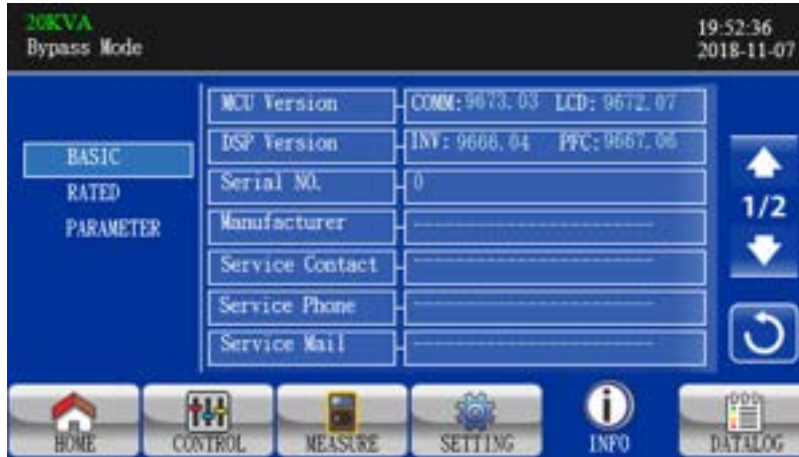 20KVA
Bypass Mode
19:52:36
2018-11-07
BASIC
RATED
PARAMETER
MCU Version COMM: 9673.03 LCD: 9672.07
DSP Version INV: 9666.04 PFC: 9667.06
Serial NO. 0
Manufacturer --------------------
Service Contact --------------------
Service Phone --------------------
Service Mail --------------------
1/2
HOME CONTROL MEASURE SETTING INFO DATALOG